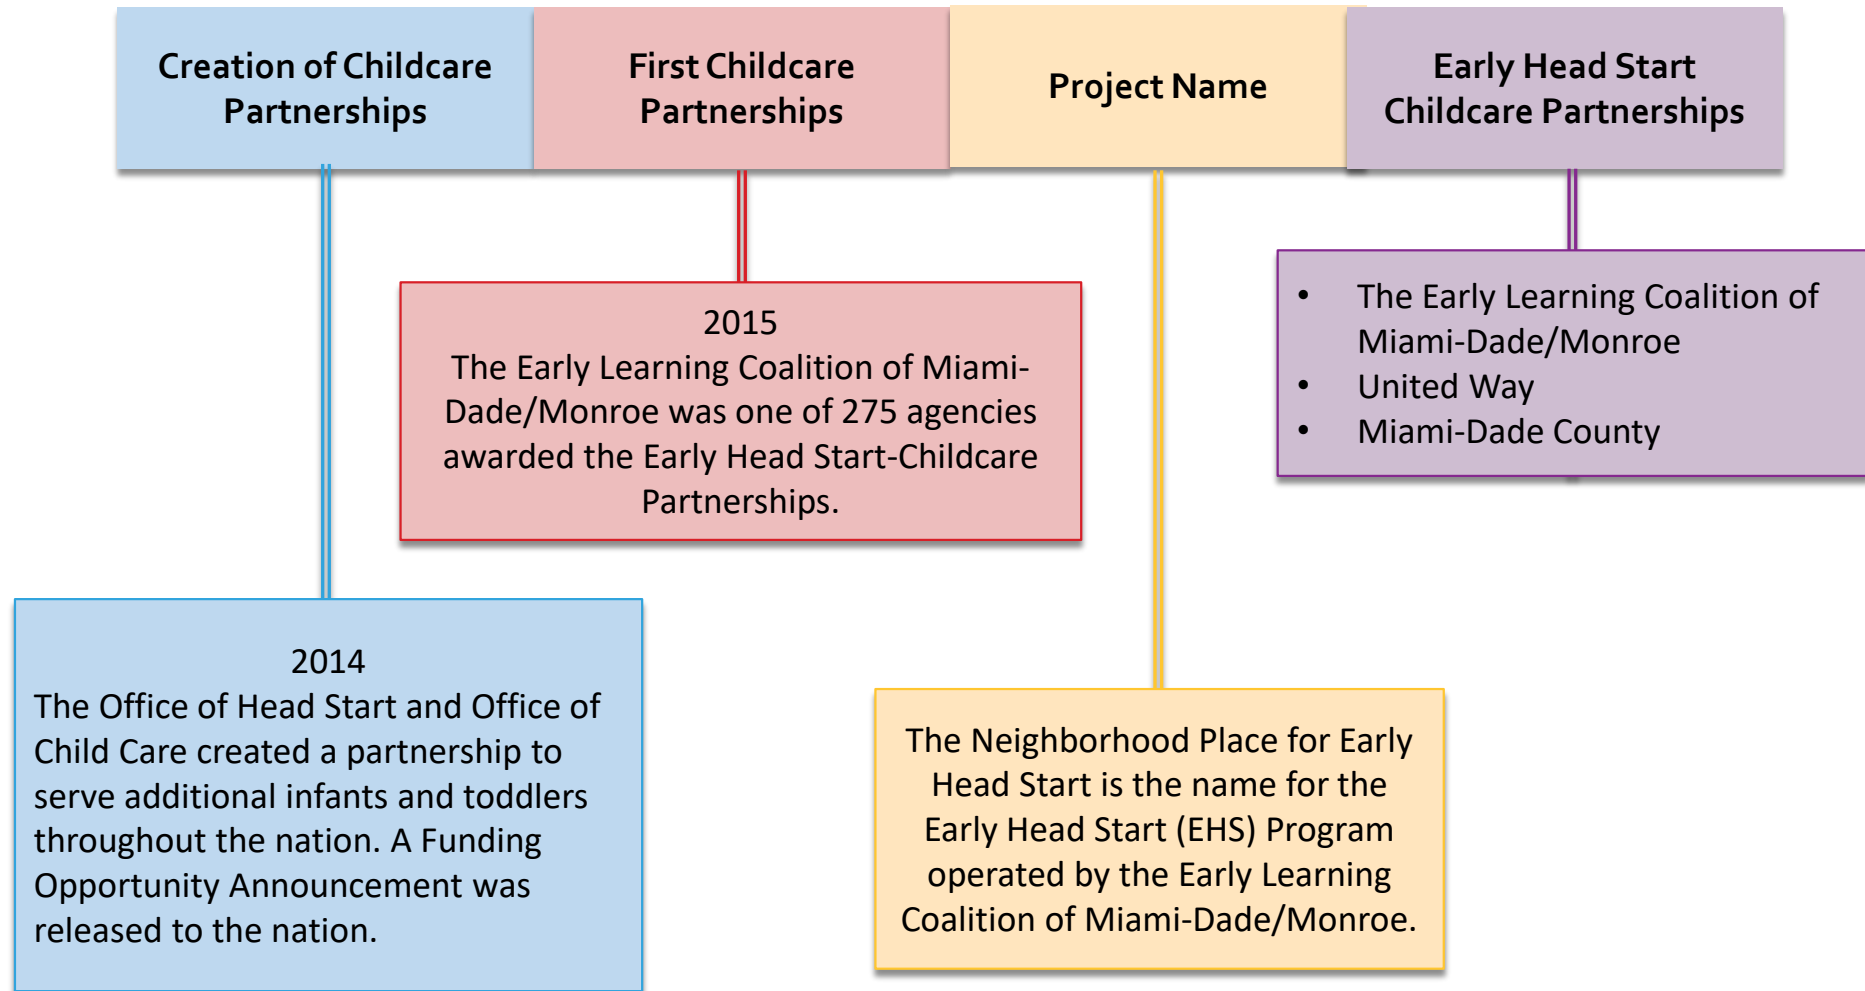 Creation of Childcare
Partnerships
First Childcare
Partnerships
Project Name
Early Head Start
Childcare Partnerships
• The Early Learning Coalition of
Miami-Dade/Monroe
• United Way
• Miami-Dade County
2015
The Early Learning Coalition of Miami-
Dade/Monroe was one of 275 agencies
awarded the Early Head Start-Childcare
Partnerships.
2014
The Office of Head Start and Office of
Child Care created a partnership to
serve additional infants and toddlers
throughout the nation. A Funding
Opportunity Announcement was
released to the nation.
The Neighborhood Place for Early
Head Start is the name for the
Early Head Start (EHS) Program
operated by the Early Learning
Coalition of Miami-Dade/Monroe.